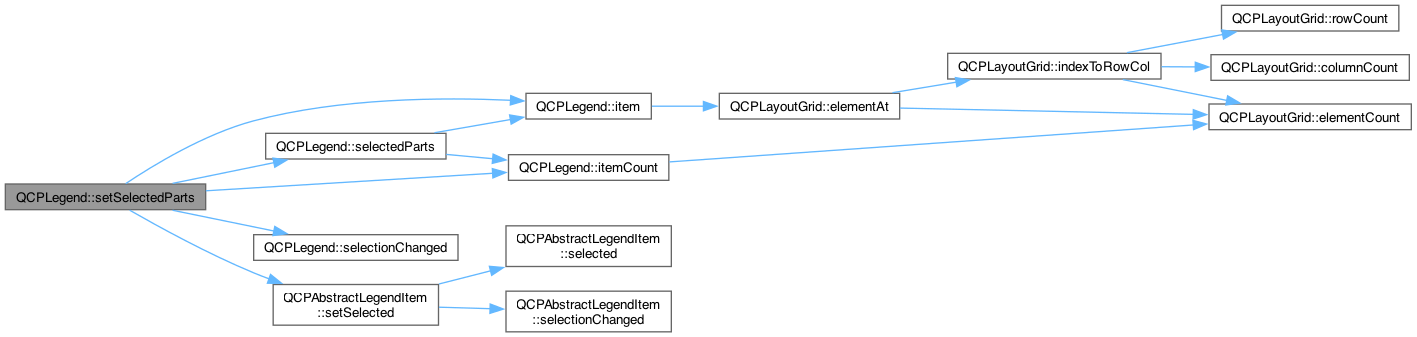 QCPLegend::setSelectedParts
QCPLegend::selectedParts
QCPLegend::selectionChanged
QCPAbstractLegendItem
::setSelected
QCPLegend::item
QCPLegend::itemCount
QCPAbstractLegendItem
::selected
QCPAbstractLegendItem
::selectionChanged
QCPLayoutGrid::elementAt
QCPLayoutGrid::indexToRowCol
QCPLayoutGrid::rowCount
QCPLayoutGrid::columnCount
QCPLayoutGrid::elementCount